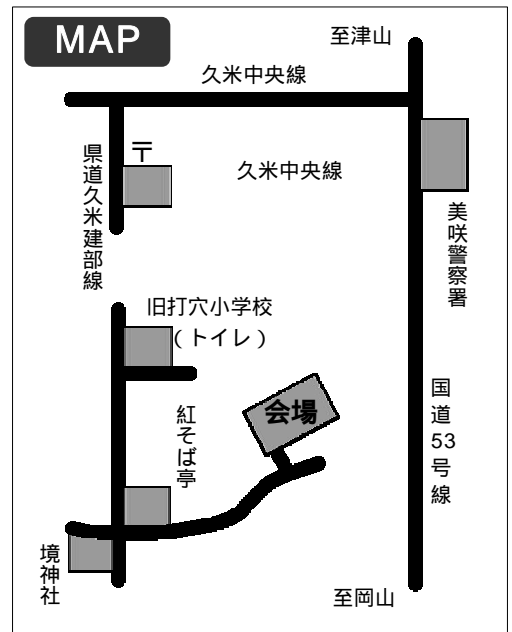 MAP
至津山
久米中央線
〒
県道久米建部線
久米中央線
美咲警察署
旧打穴小学校
(トイレ)
会場
紅そば亭
国道53号線
境神社
至岡山